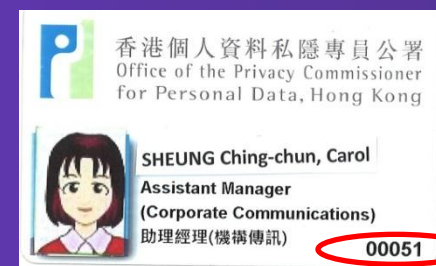 香港個人資料私隱專員公署
Office of the Privacy Commissioner
for Personal Data, Hong Kong
SHEUNG Ching-chun, Carol
Assistant Manager
(Corporate Communications)
助理經理(機構傳訊)
00051